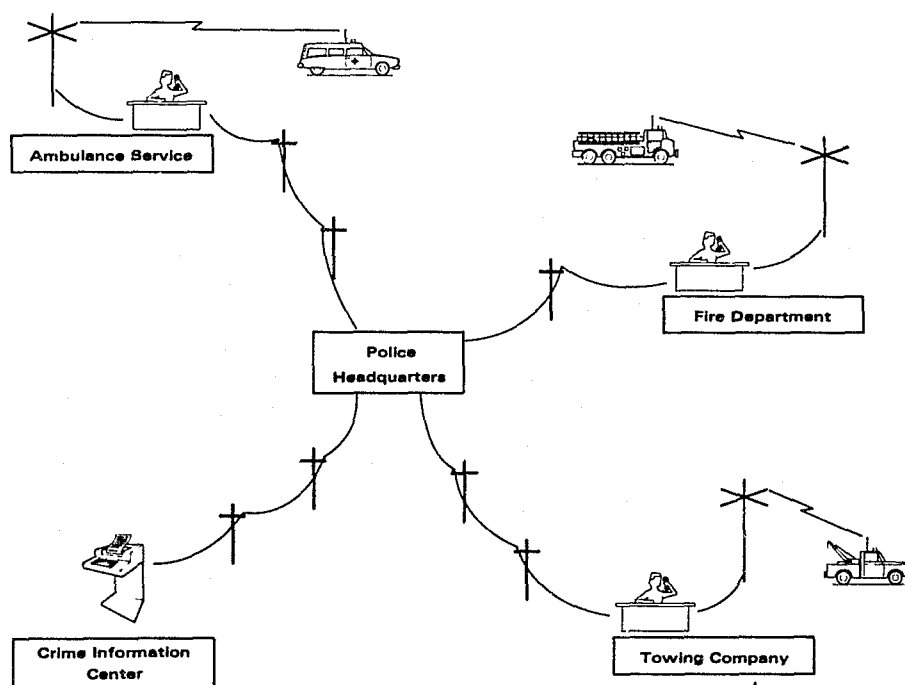 Ambulance Service
Fire Department
Police
Headquarters
Crime Information
Center
Towing Company